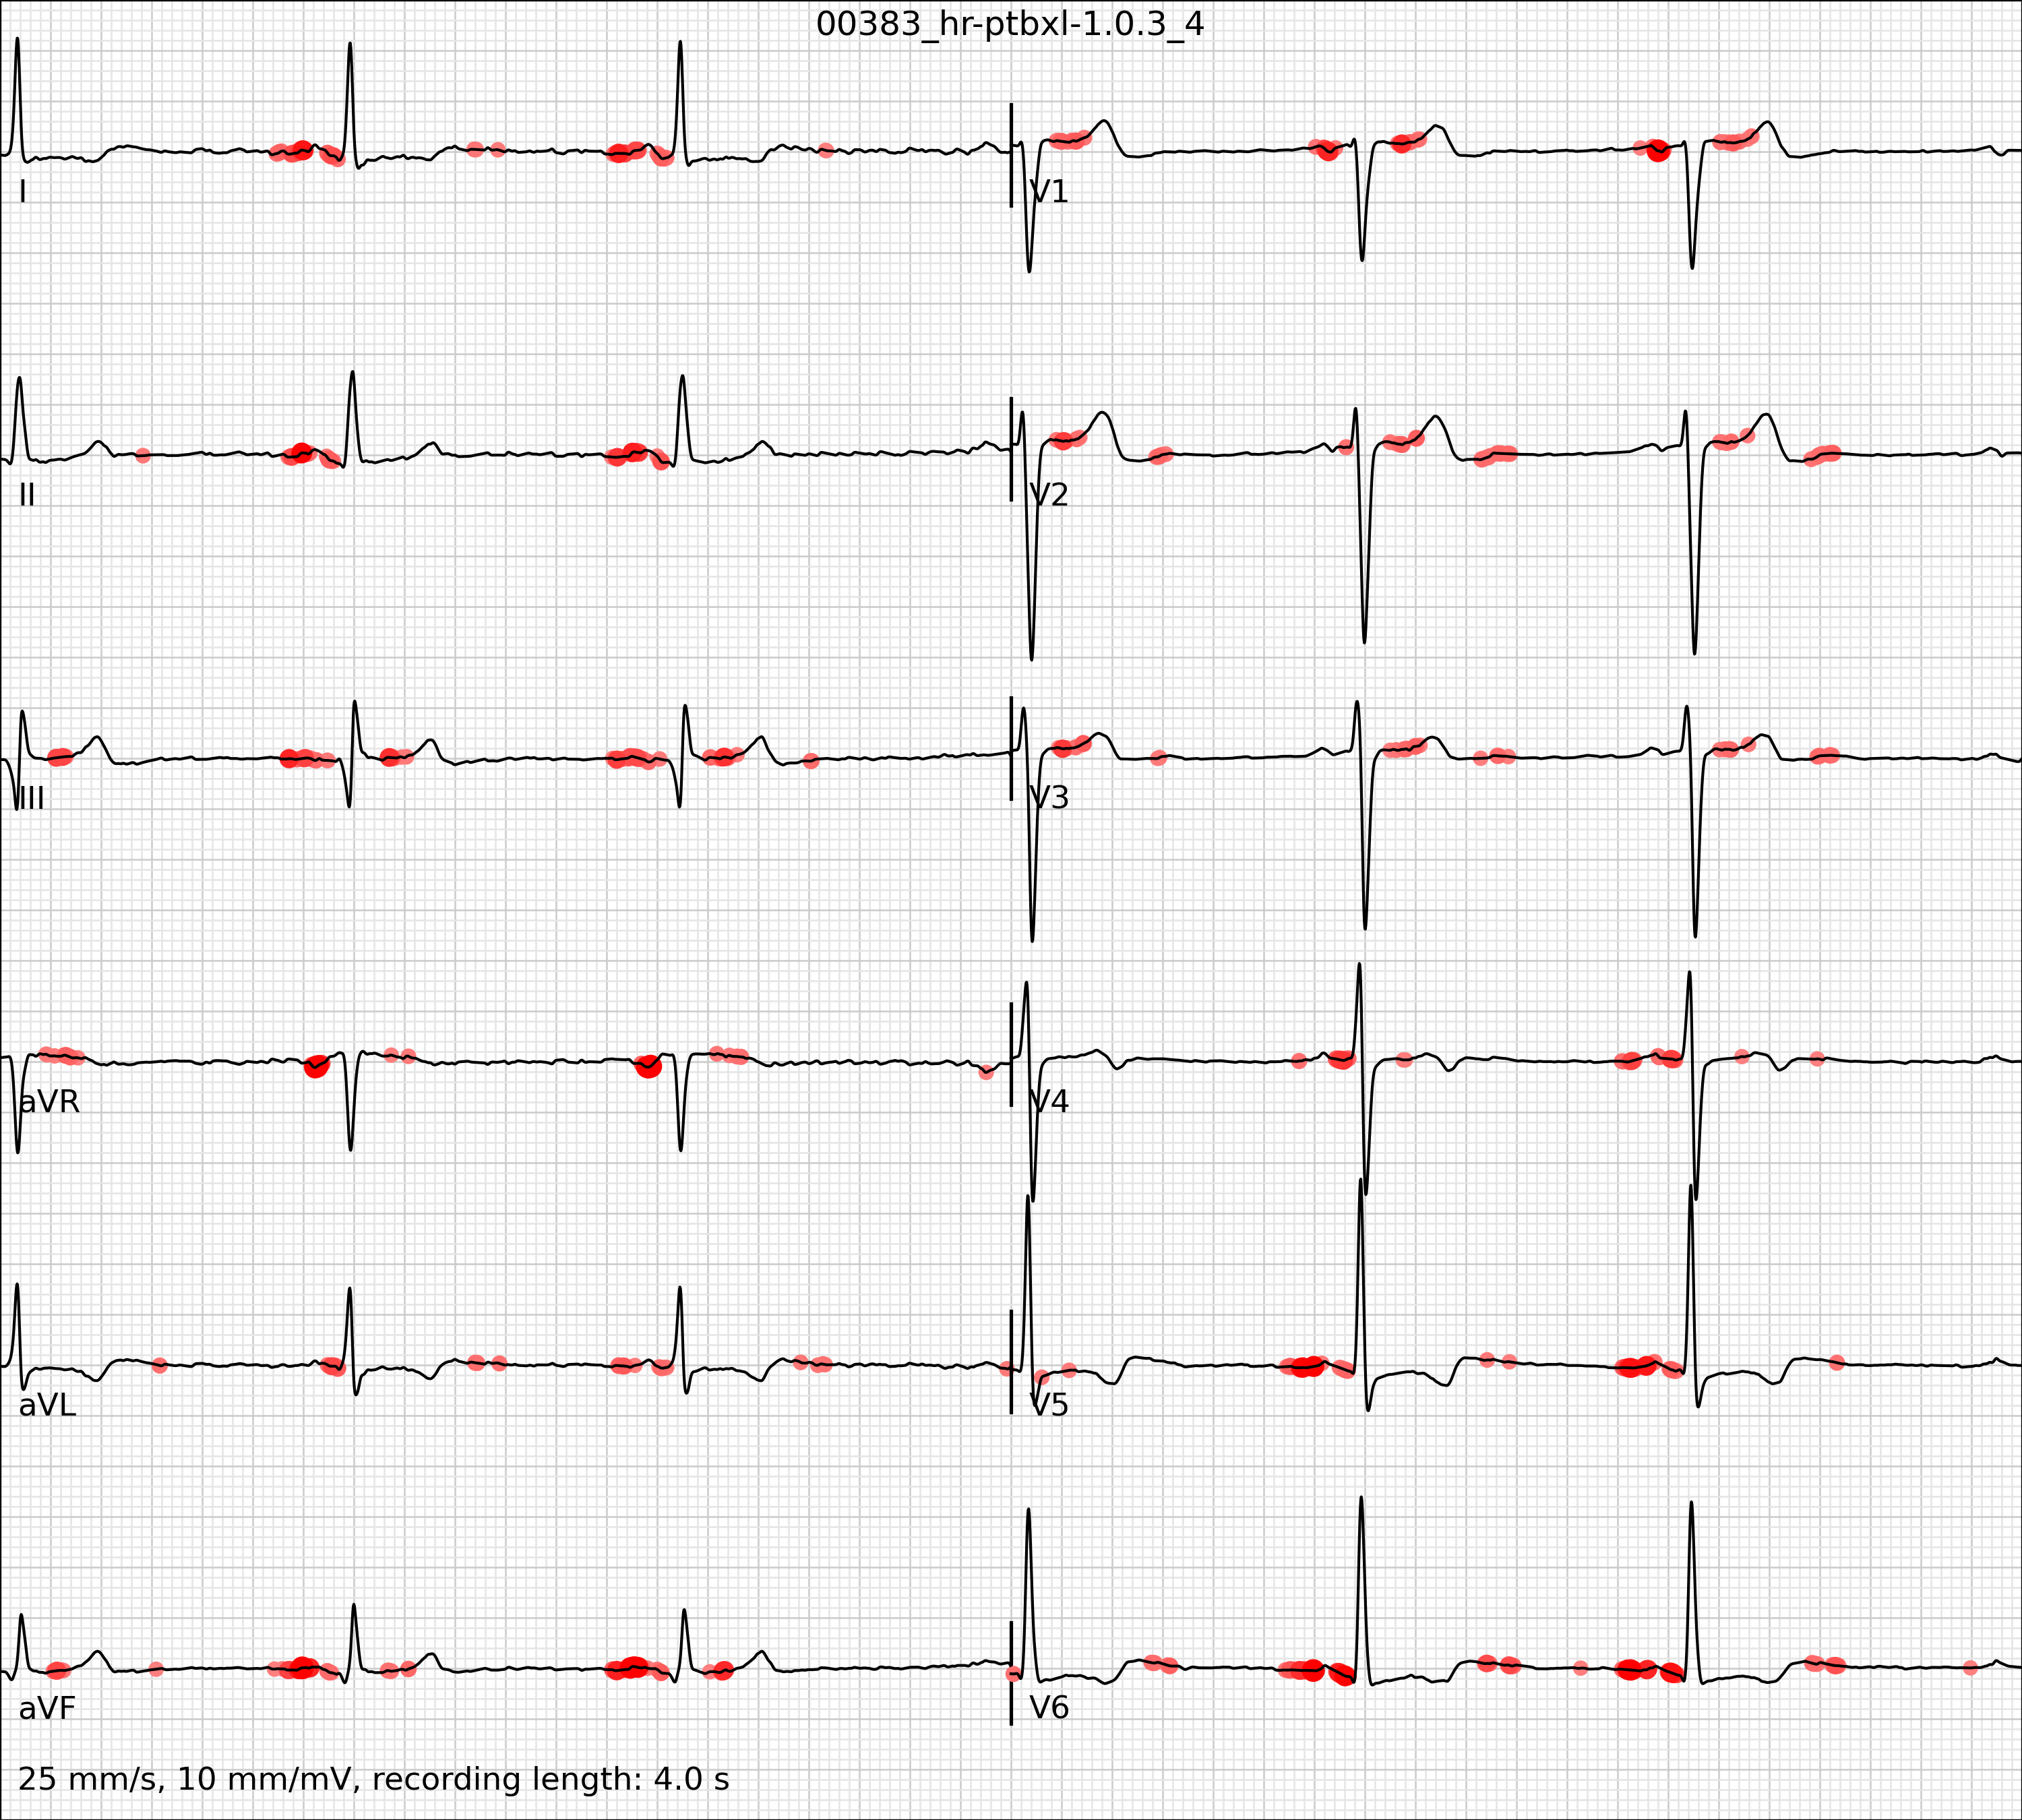 00383_hr-ptbxl-1.0.3_4
I
V1
II
V2
III
V3
aVR
V4
aVL
V5
aVF
V6
25 mm/s, 10 mm/mV, recording length: 4.0 s